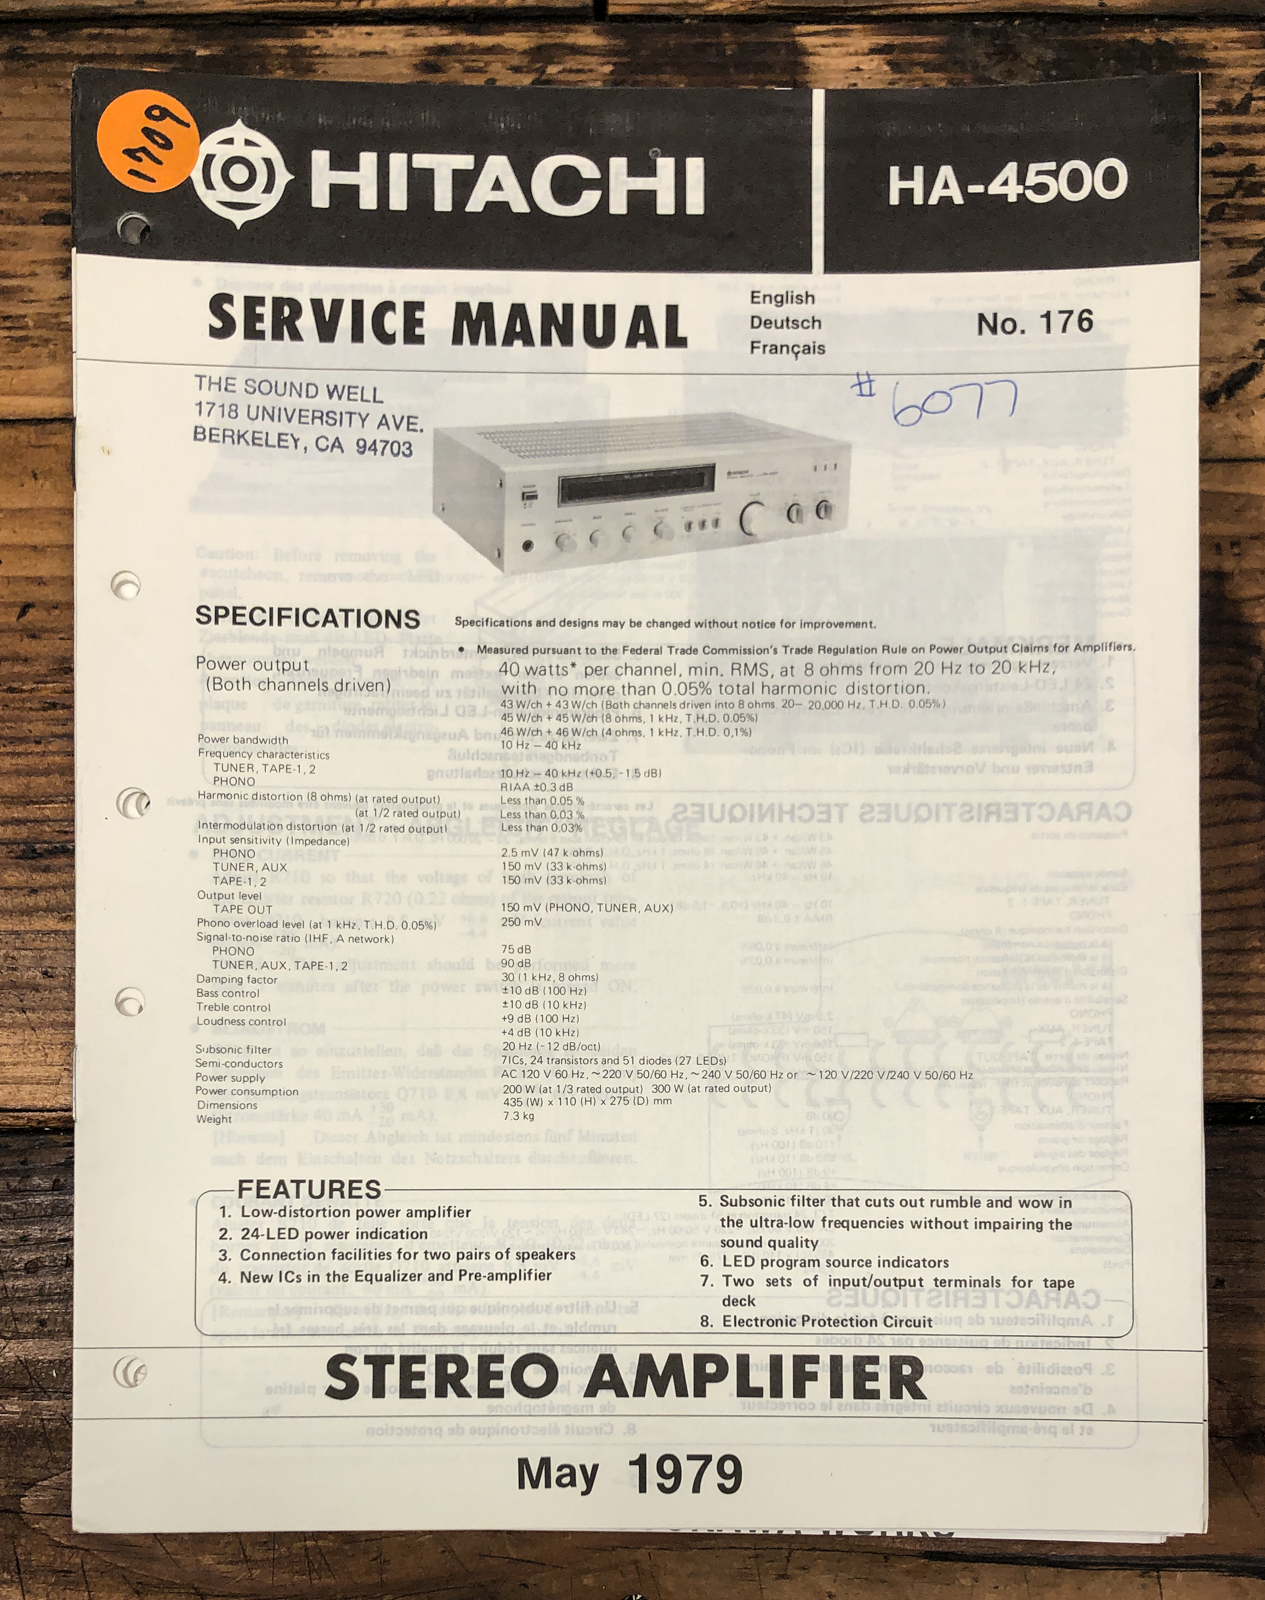 1709
HITACHI
HA-4500
SERVICE MANUAL
English
Deutsch
Français
No. 176
THE SOUND WELL
1718 UNIVERSITY AVE.
BERKELEY, CA 94703
# 6077
SPECIFICATIONS
Specifications and designs may be changed without notice for improvement.
• Measured pursuant to the Federal Trade Commission's Trade Regulation Rule on Power Output Claims for Amplifiers.
Power output 40 watts* per channel, min. RMS, at 8 ohms from 20 Hz to 20 kHz,
(Both channels driven) with no more than 0.05% total harmonic distortion.
43 W/ch + 43 W/ch (Both channels driven into 8 ohms, 20– 20,000 Hz, T.H.D. 0.05%)
45 W/ch + 45 W/ch (8 ohms, 1 kHz, T.H.D. 0.05%)
46 W/ch + 46 W/ch (4 ohms, 1 kHz, T.H.D. 0,1%)
Power bandwidth 10 Hz – 40 kHz
Frequency characteristics
TUNER, TAPE-1, 2 10 Hz – 40 kHz (+0.5, -1.5 dB)
PHONO RIAA ±0.3 dB
Harmonic distortion (8 ohms) (at rated output) Less than 0.05 %
(at 1/2 rated output) Less than 0.03 %
Intermodulation distortion (at 1/2 rated output) Less than 0.03%
Input sensitivity (Impedance)
PHONO 2.5 mV (47 k ohms)
TUNER, AUX 150 mV (33 k-ohms)
TAPE-1, 2 150 mV (33 k-ohms)
Output level
TAPE OUT 150 mV (PHONO, TUNER, AUX)
Phono overload level (at 1 kHz, T.H.D. 0.05%) 250 mV
Signal-to-noise ratio (IHF, A network)
PHONO 75 dB
TUNER, AUX, TAPE-1, 2 90 dB
Damping factor 30 (1 kHz, 8 ohms)
Bass control ±10 dB (100 Hz)
Treble control ±10 dB (10 kHz)
Loudness control +9 dB (100 Hz)
+4 dB (10 kHz)
Subsonic filter 20 Hz (-12 dB/oct)
Semi-conductors 7ICs, 24 transistors and 51 diodes (27 LEDs)
Power supply AC 120 V 60 Hz, ~220 V 50/60 Hz, ~240 V 50/60 Hz or ~120 V/220 V/240 V 50/60 Hz
Power consumption 200 W (at 1/3 rated output) 300 W (at rated output)
Dimensions 435 (W) x 110 (H) x 275 (D) mm
Weight 7.3 kg
FEATURES
1. Low-distortion power amplifier
2. 24-LED power indication
3. Connection facilities for two pairs of speakers
4. New ICs in the Equalizer and Pre-amplifier
5. Subsonic filter that cuts out rumble and wow in
the ultra-low frequencies without impairing the
sound quality
6. LED program source indicators
7. Two sets of input/output terminals for tape
deck
8. Electronic Protection Circuit
STEREO AMPLIFIER
May 1979